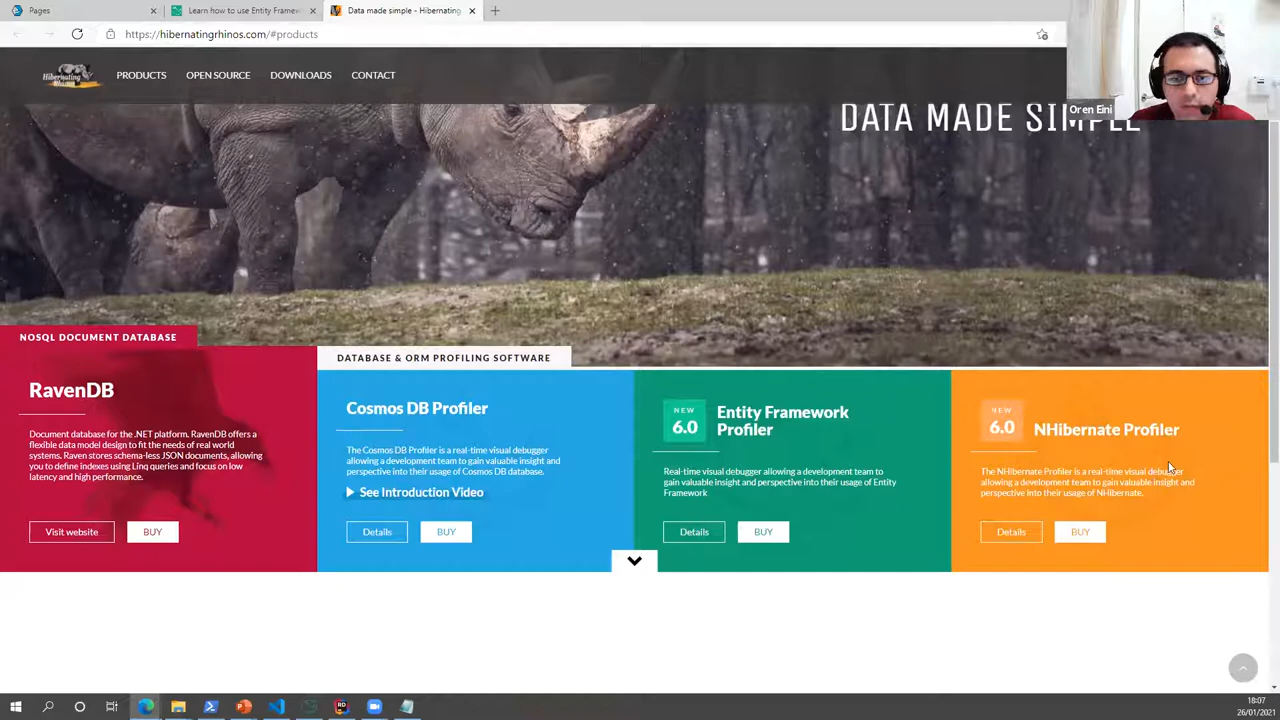 Pages
Learn how to use Entity Framew
Data made simple - Hibernating
https://hibernatingrhinos.com/#products
Hibernating Rhinos
PRODUCTS
OPEN SOURCE
DOWNLOADS
CONTACT
Oren Eini
DATA MADE SIMPLE
NOSQL DOCUMENT DATABASE
DATABASE & ORM PROFILING SOFTWARE
RavenDB
Document database for the .NET platform. RavenDB offers a
flexible data model design to fit the needs of real world
systems. Raven stores schema-less JSON documents, allowing
you to define indexes using Linq queries and focus on low
latency and high performance.
Visit website
BUY
Cosmos DB Profiler
The Cosmos DB Profiler is a real-time visual debugger
allowing a development team to gain valuable insight and
perspective into their usage of Cosmos DB database.
See Introduction Video
Details
BUY
NEW
6.0
Entity Framework
Profiler
Real-time visual debugger allowing a development team to
gain valuable insight and perspective into their usage of Entity
Framework
Details
BUY
NEW
6.0
NHibernate Profiler
The NHibernate Profiler is a real-time visual debugger
allowing a development team to gain valuable insight and
perspective into their usage of NHibernate.
Details
BUY
18:07
26/01/2021